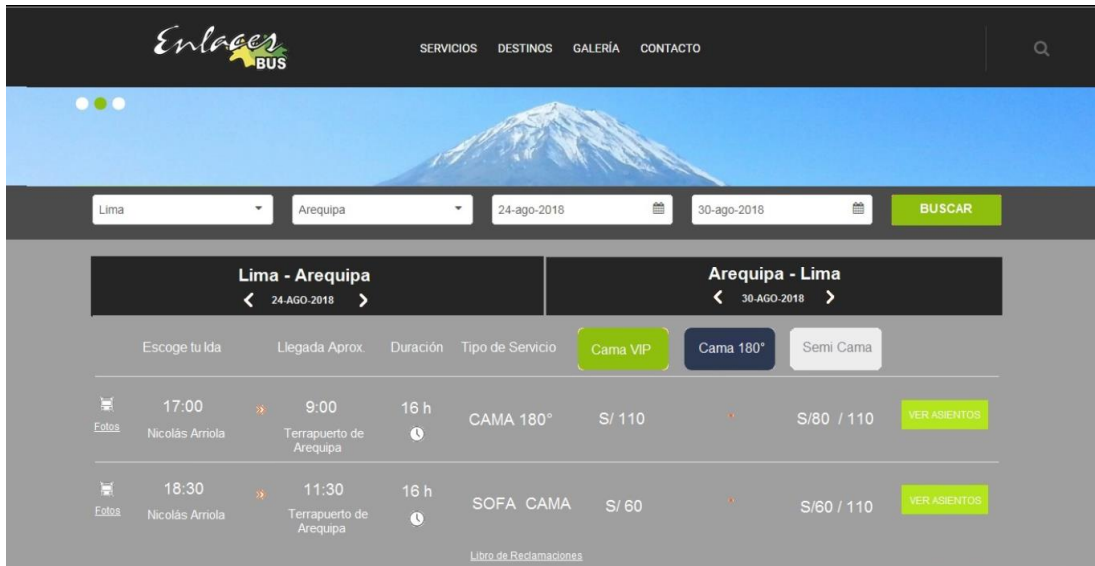 Enlaces
BUS
SERVICIOS DESTINOS GALERÍA CONTACTO
Lima Arequipa 24-ago-2018 30-ago-2018 BUSCAR
Lima - Arequipa
24-AGO-2018
Arequipa - Lima
30-AGO-2018
Escoge tu Ida Llegada Aprox. Duración Tipo de Servicio Cama VIP Cama 180° Semi Cama
17:00 9:00 16 h CAMA 180° S/ 110 S/80 / 110 VER ASIENTOS
Fotos Nicolás Arriola Terrapuerto de
Arequipa
18:30 11:30 16 h SOFA CAMA S/ 60 S/60 / 110 VER ASIENTOS
Fotos Nicolás Arriola Terrapuerto de
Arequipa
Libro de Reclamaciones